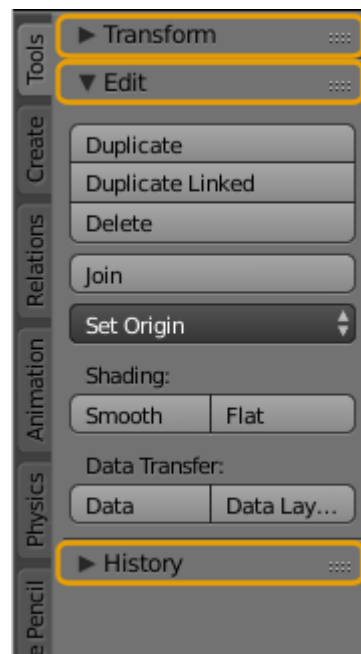 Tools
Create
Relations
Animation
Physics
e Pencil
Transform
Edit
Duplicate
Duplicate Linked
Delete
Join
Set Origin
Shading:
Smooth Flat
Data Transfer:
Data Data Lay...
History